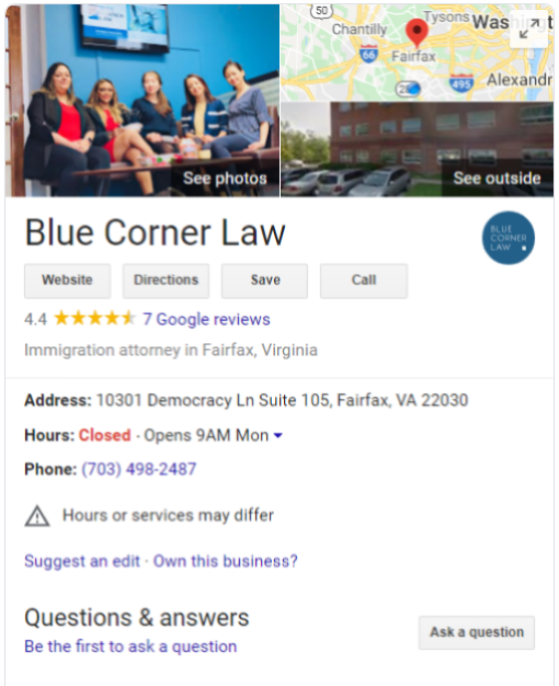 50
Chantilly
Tysons
Washingt
66
Fairfax
495
Alexandr
See photos
See outside
Blue Corner Law
BLUE
CORNER
LAW
Website
Directions
Save
Call
4.4 ★★★★★ 7 Google reviews
Immigration attorney in Fairfax, Virginia
Address: 10301 Democracy Ln Suite 105, Fairfax, VA 22030
Hours: Closed · Opens 9AM Mon
Phone: (703) 498-2487
Hours or services may differ
Suggest an edit · Own this business?
Questions & answers
Be the first to ask a question
Ask a question